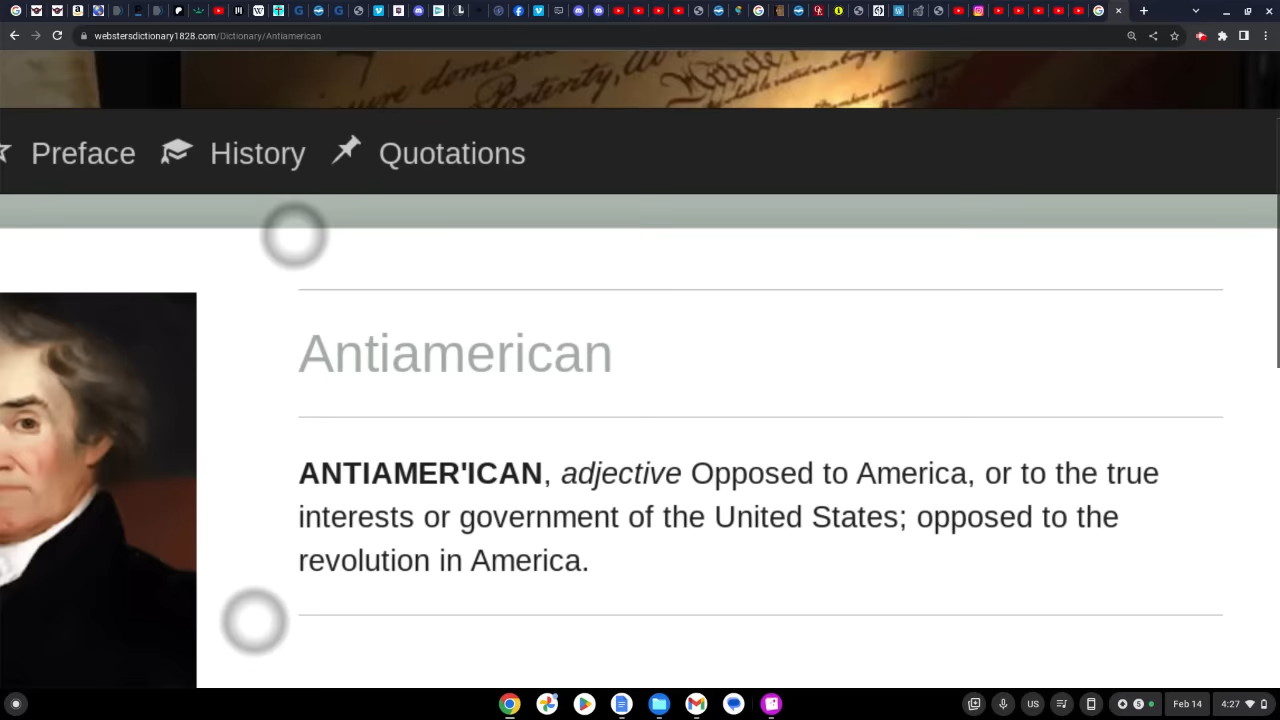 webstersdictionary1828.com/Dictionary/Antiamerican
Preface History Quotations
Antiamerican
ANTIAMER'ICAN, adjective Opposed to America, or to the true
interests or government of the United States; opposed to the
revolution in America.
US
Feb 14
4:27